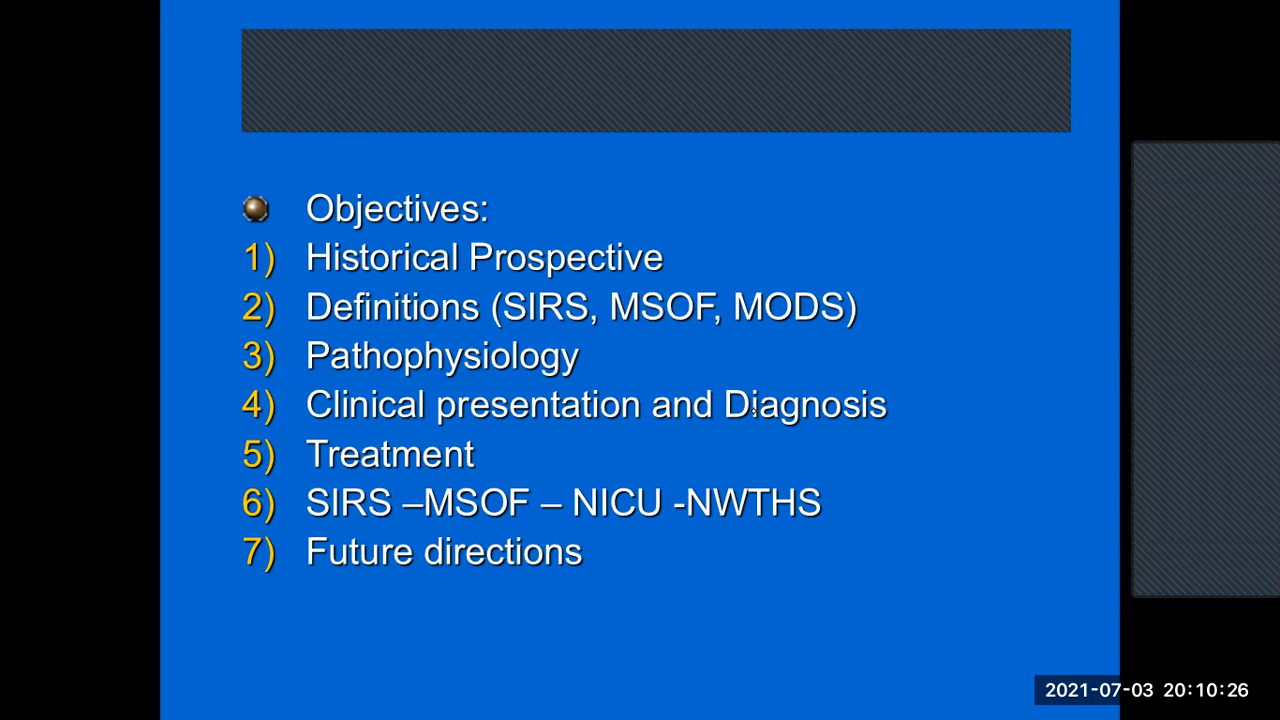 Objectives:
1) Historical Prospective
2) Definitions (SIRS, MSOF, MODS)
3) Pathophysiology
4) Clinical presentation and Diagnosis
5) Treatment
6) SIRS –MSOF – NICU -NWTHS
7) Future directions
2021-07-03 20:10:26